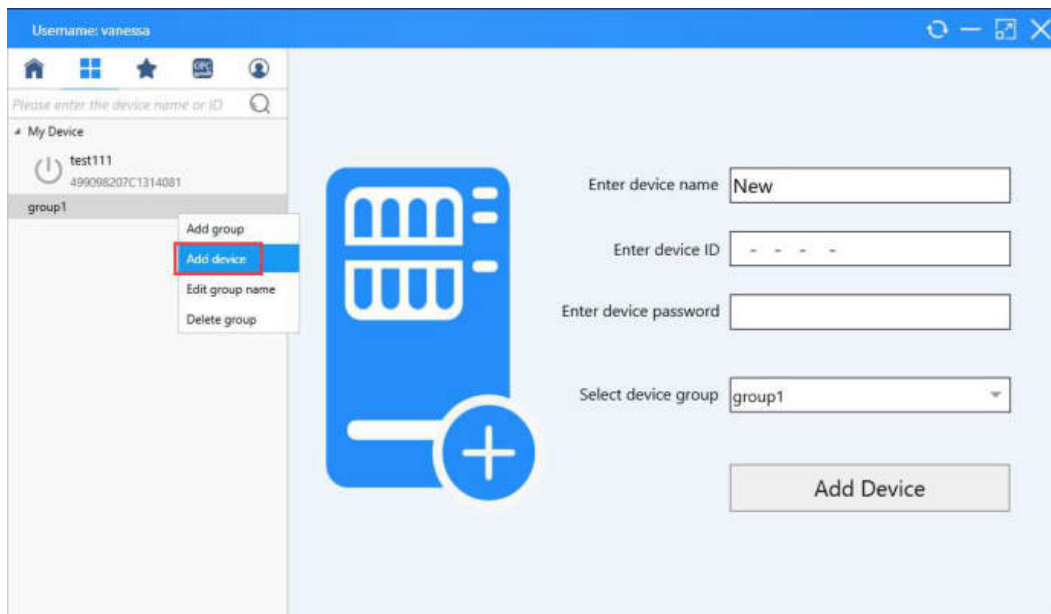 Username: vanessa
OPC
Please enter the device name or ID
My Device
test111
499098207C1314081
group1
Add group
Add device
Edit group name
Delete group
Enter device name
New
Enter device ID
- - - -
Enter device password
Select device group
group1
Add Device